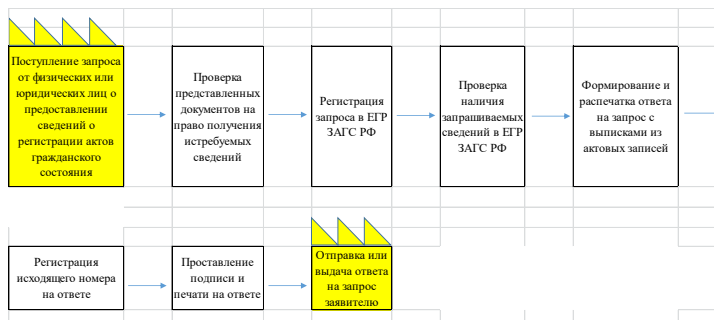 Поступление запроса
от физических или
юридических лиц о
предоставлении
сведений о
регистрации актов
гражданского
состояния
Проверка
представленных
документов на
право получения
истребуемых
сведений
Регистрация
запроса в ЕГР
ЗАГС РФ
Проверка
наличия
запрашиваемых
сведений в ЕГР
ЗАГС РФ
Формирование и
распечатка ответа
на запрос с
выписками из
актовых записей
Регистрация
исходящего номера
на ответе
Проставление
подписи и
печати на ответе
Отправка или
выдача ответа
на запрос
заявителю